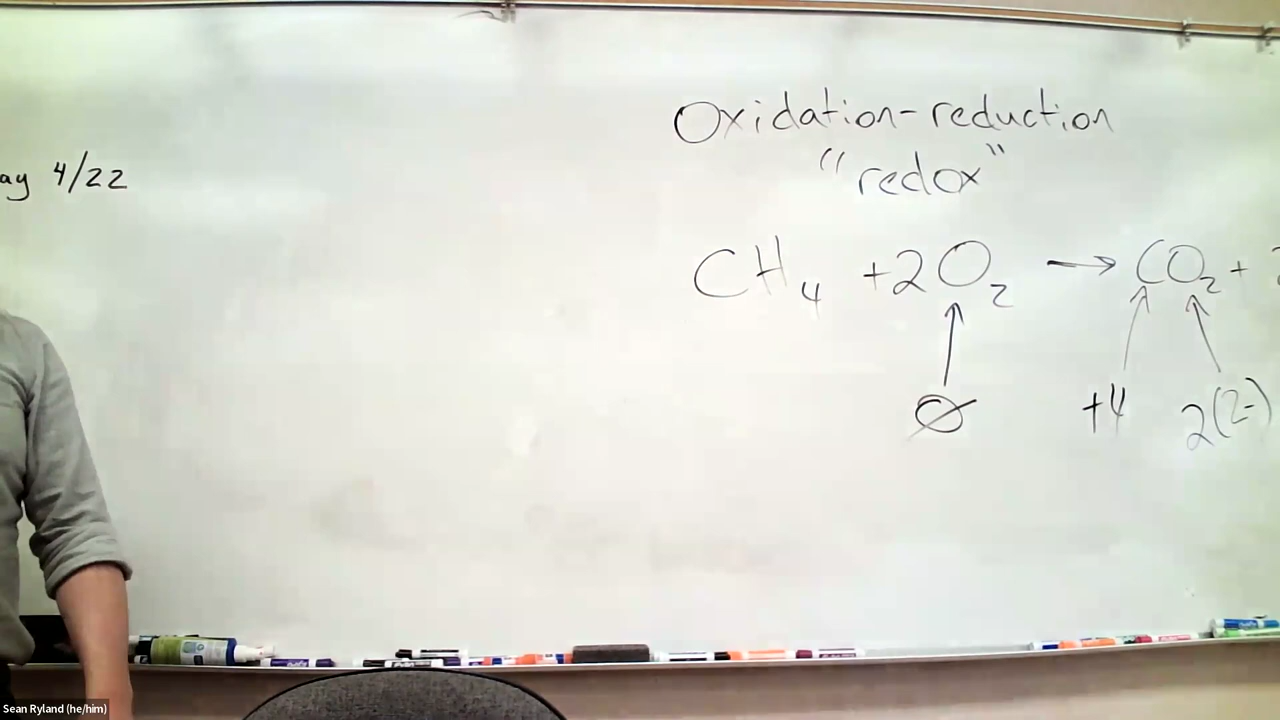 Oxidation-reduction
"redox"
ay 4/22
CH₄ + 2O₂ → CO₂ +
Ø +4 2(2-)
Sean Ryland (he/him)